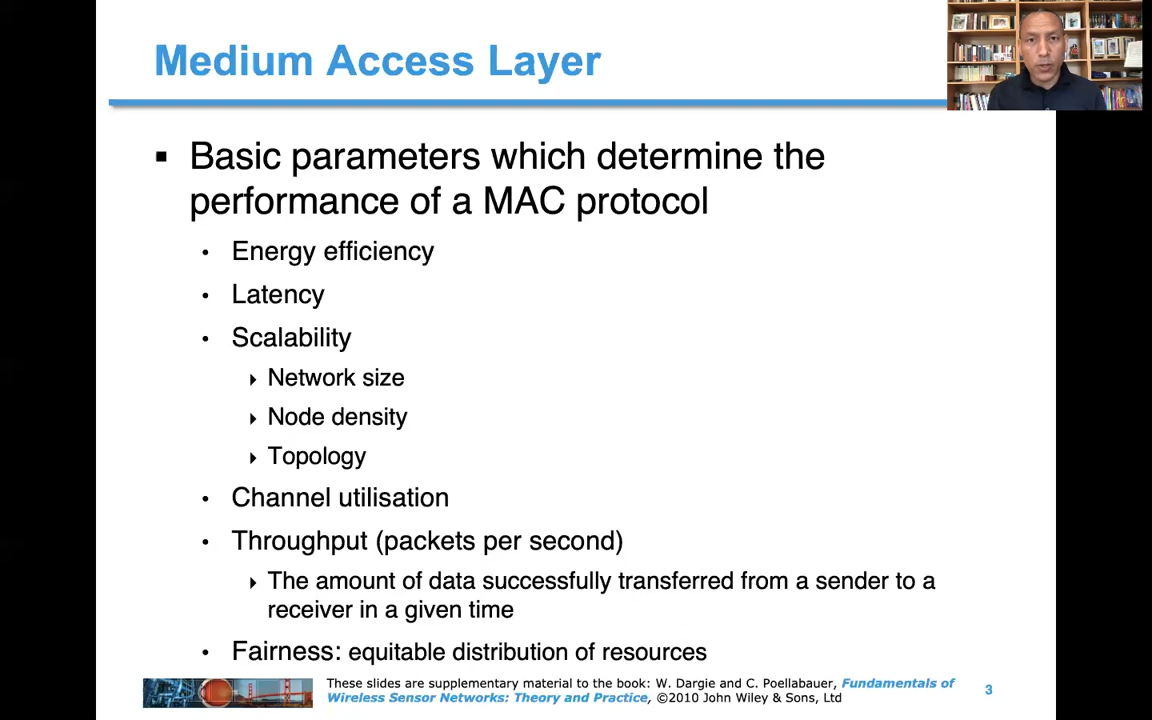 Medium Access Layer
▪ Basic parameters which determine the
performance of a MAC protocol
• Energy efficiency
• Latency
• Scalability
‣ Network size
‣ Node density
‣ Topology
• Channel utilisation
• Throughput (packets per second)
‣ The amount of data successfully transferred from a sender to a
receiver in a given time
• Fairness: equitable distribution of resources
These slides are supplementary material to the book: W. Dargie and C. Poellabauer, Fundamentals of
Wireless Sensor Networks: Theory and Practice, ©2010 John Wiley & Sons, Ltd
3